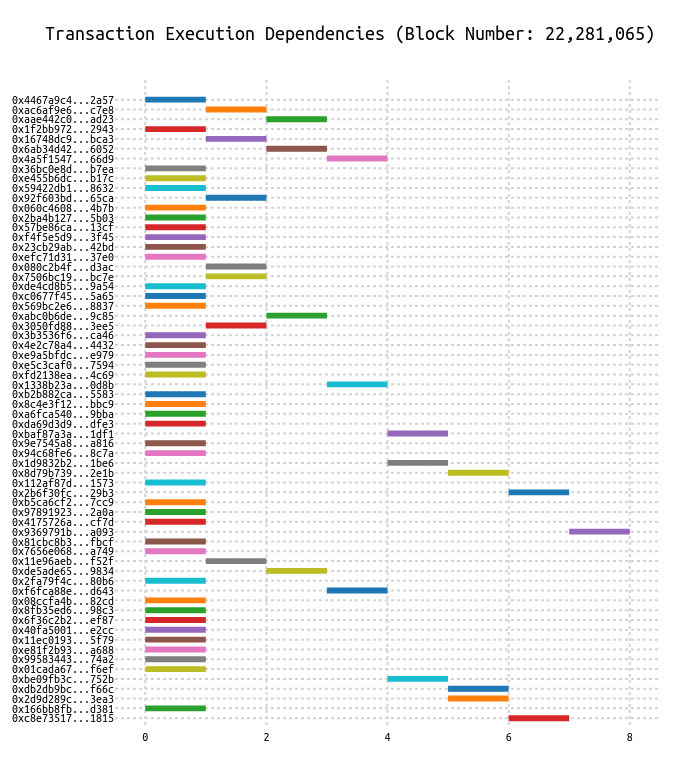 Transaction Execution Dependencies (Block Number: 22,281,065)
0x4467a9c4...2a57
0xac6af9e6...c7e8
0xaae442c0...ad23
0x1f2bb972...2943
0x16748dc9...bca3
0x6ab34d42...6052
0x4a5f1547...66d9
0x36bc0e8d...b7ea
0xe455b6dc...b17c
0x59422db1...8632
0x92f603bd...65ca
0x060c4608...4b7b
0x2ba4b127...5b03
0x57be86ca...13cf
0xf4f5e5d9...3f45
0x23cb29ab...42bd
0xefc71d31...37e0
0x080c2b4f...d3ac
0x7506bc19...bc7e
0xde4cd8b5...9a54
0xc0677f45...5a65
0x569bc2e6...8837
0xabc0b6de...9c85
0x3050fd88...3ee5
0x3b3536f6...ca46
0x4e2c78a4...4432
0xe9a5bfdc...e979
0xe5c3caf0...7594
0xfd2138ea...4c69
0x1338b23a...0d8b
0xb2b882ca...5583
0x8c4e3f12...bbc9
0xa6fca540...9bba
0xda69d3d9...dfe3
0xbaf87a3a...1df1
0x9e7545a8...a816
0x94c68fe6...8c7a
0x1d9832b2...1be6
0x8d79b739...2e1b
0x112af87d...1573
0x2b6f30fc...29b3
0xb5ca6cf2...7cc9
0x97891923...2a0a
0x4175726a...cf7d
0x9369791b...a093
0x81cbc8b3...fbcf
0x7656e068...a749
0x11e96aeb...f52f
0xde5ade65...9834
0x2fa79f4c...80b6
0xf6fca88e...d643
0x08ccfa4b...82cd
0x8fb35ed6...98c3
0x6f36c2b2...ef87
0x40fa5001...e2cc
0x11ec0193...5f79
0xe81f2b93...a688
0x99583443...74a2
0x01cada67...f6ef
0xbe09fb3c...752b
0xdb2db9bc...f66c
0x2d9d289c...3ea3
0x166bb8fb...d381
0xc8e73517...1815
0 2 4 6 8